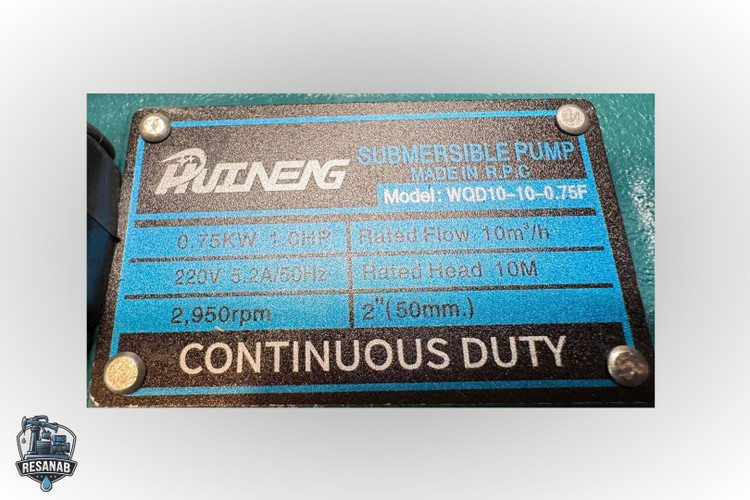 HUINENG
SUBMERSIBLE PUMP
MADE IN R.P.C
Model: WQD10-10-0.75F
0.75KW 1.0HP
Rated Flow 10m³/h
220V 5.2A/50Hz
Rated Head 10M
2,950rpm
2"(50mm.)
CONTINUOUS DUTY
RESANAB